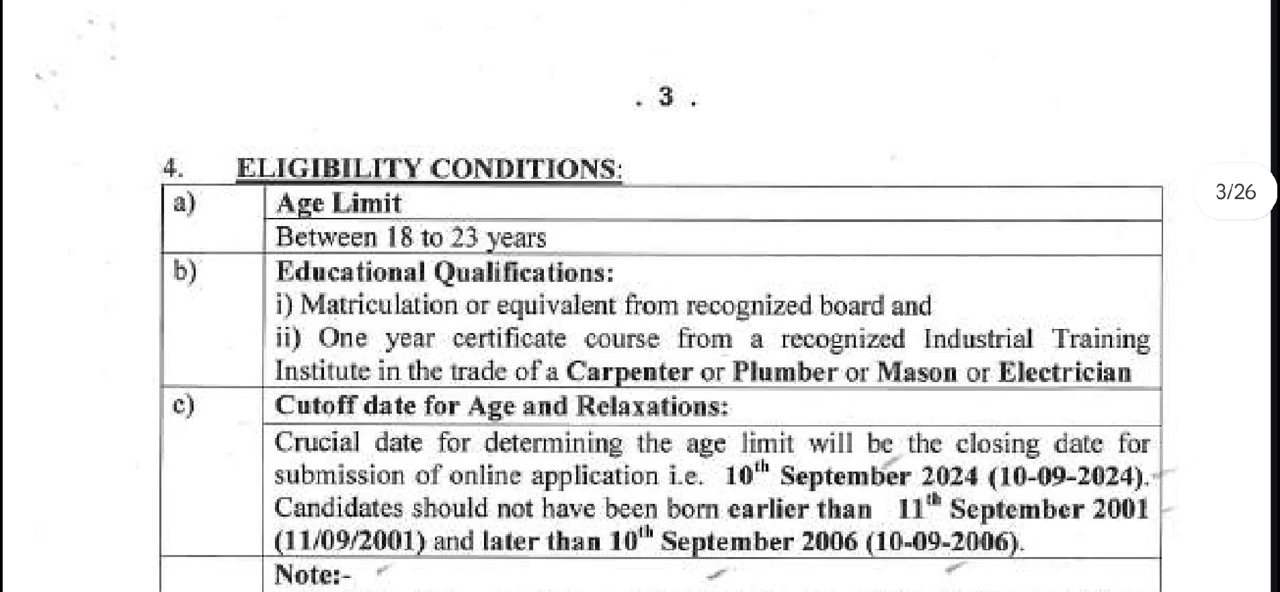 . 3 .
3/26
4. ELIGIBILITY CONDITIONS:
a) Age Limit
Between 18 to 23 years
b) Educational Qualifications:
i) Matriculation or equivalent from recognized board and
ii) One year certificate course from a recognized Industrial Training
Institute in the trade of a Carpenter or Plumber or Mason or Electrician
c) Cutoff date for Age and Relaxations:
Crucial date for determining the age limit will be the closing date for
submission of online application i.e. 10th September 2024 (10-09-2024).
Candidates should not have been born earlier than 11th September 2001
(11/09/2001) and later than 10th September 2006 (10-09-2006).
Note:-